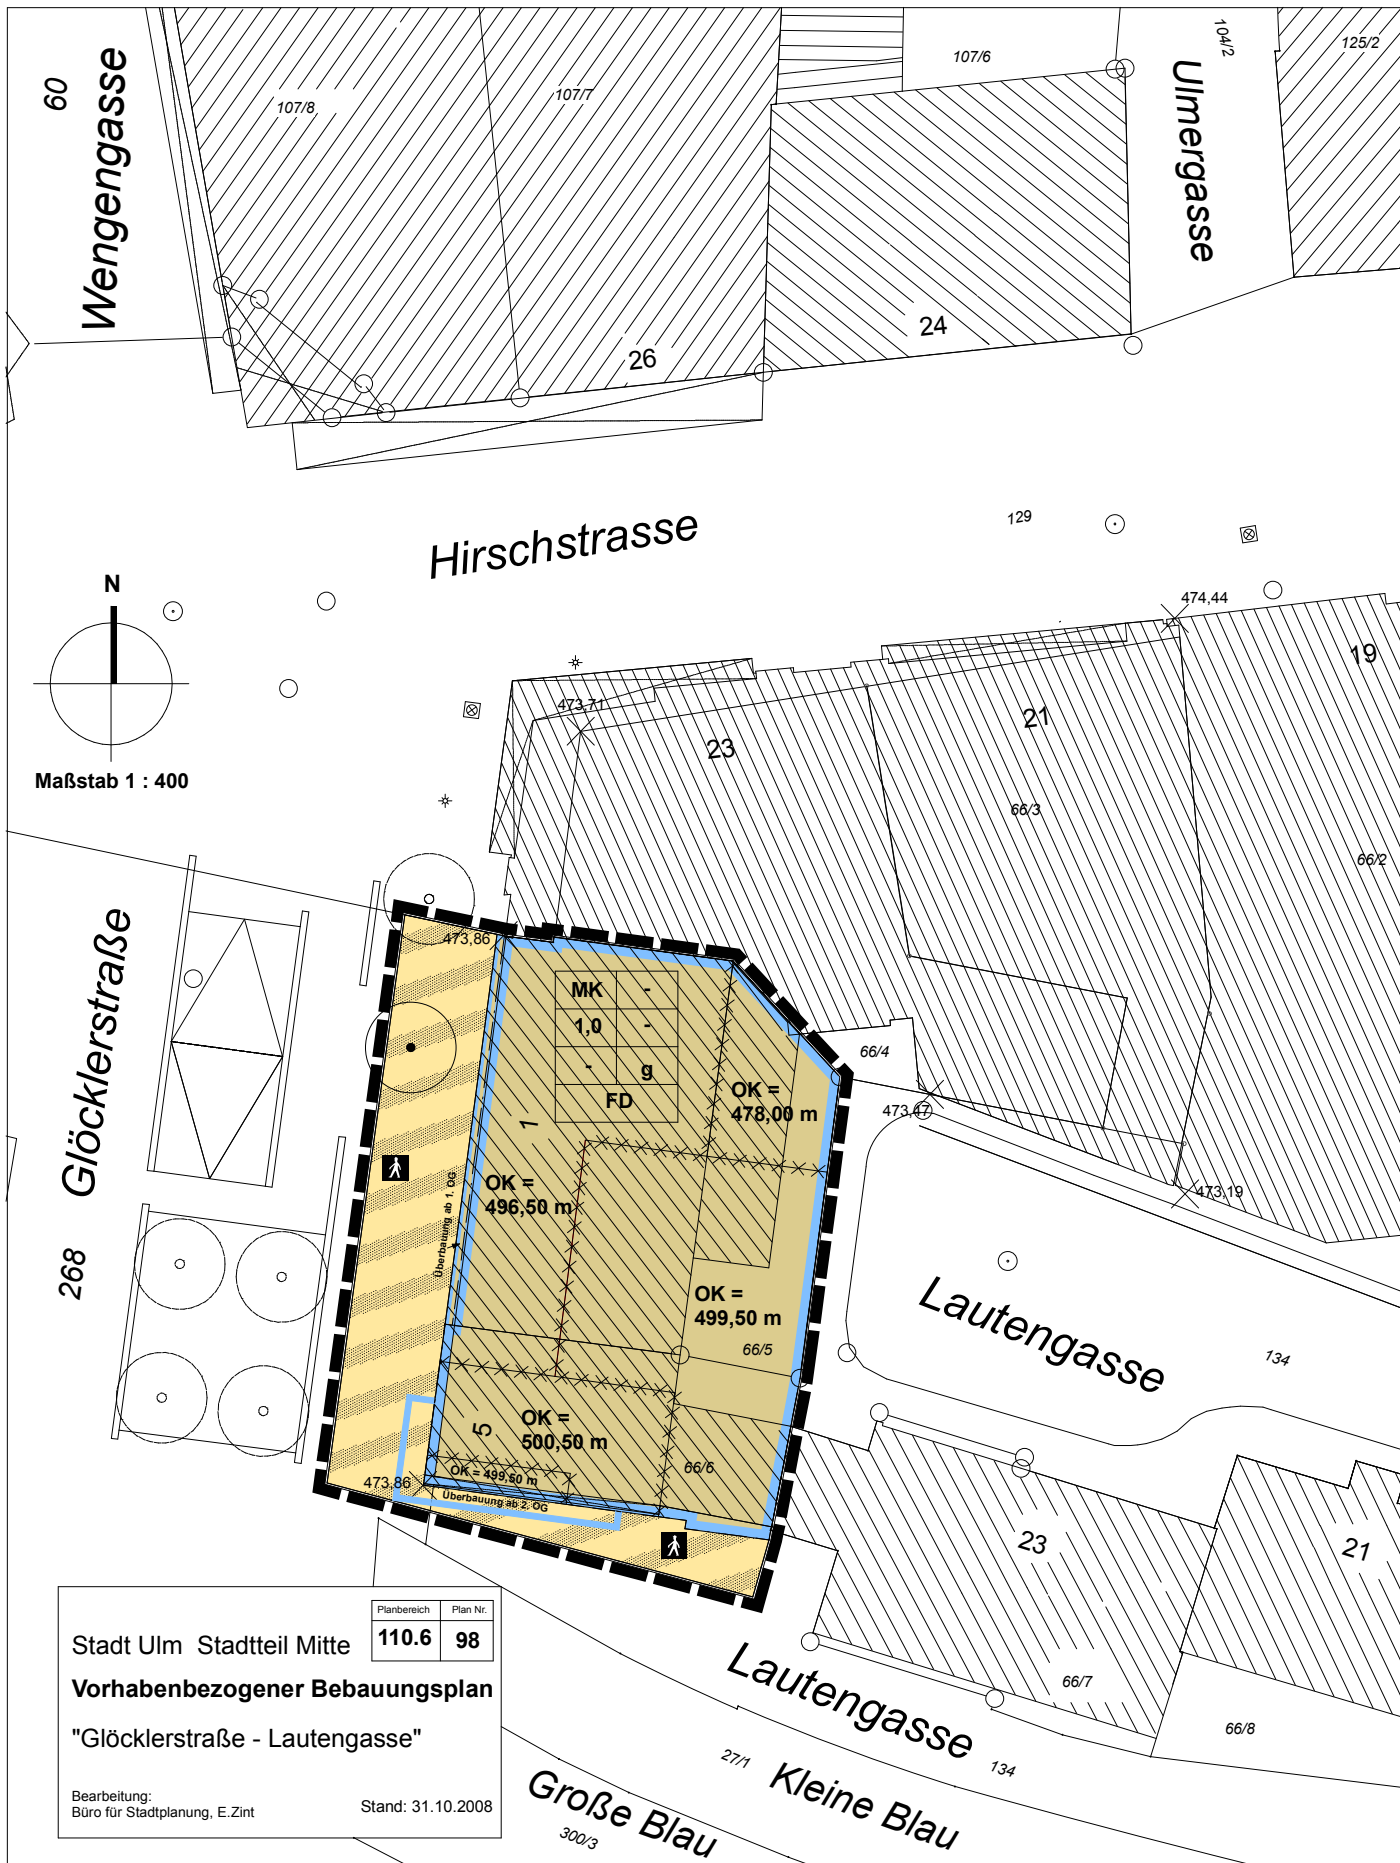 60
Wengengasse
107/8
107/7
107/6
104/2
Ulmergasse
125/2
26
24
Hirschstrasse
129
N
Maßstab 1 : 400
474,44
19
473,71
23
21
66/3
66/2
Glöcklerstraße
268
473,86
MK -
1,0 -
- g
FD
66/4
OK =
478,00 m
473,47
473,19
1
OK =
496,50 m
Überbauung ab 1. OG
OK =
499,50 m
66/5
Lautengasse
134
5
OK =
500,50 m
66/6
OK = 499,50 m
473,86
Überbauung ab 2. OG
23
21
66/7
66/8
Lautengasse
134
27/1
Kleine Blau
Große Blau
300/3
Planbereich Plan Nr.
110.6 98
Stadt Ulm Stadtteil Mitte
Vorhabenbezogener Bebauungsplan
"Glöcklerstraße - Lautengasse"
Bearbeitung:
Büro für Stadtplanung, E.Zint
Stand: 31.10.2008